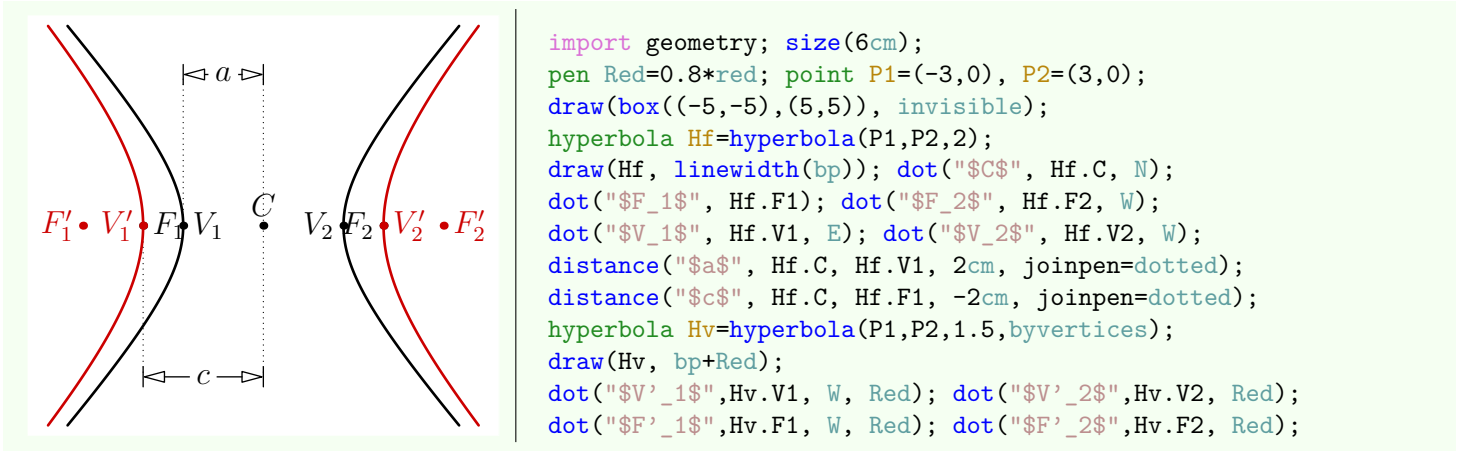 a
F′₁ V′₁ F₁ V₁ C V₂ F₂ V′₂ F′₂
c
import geometry; size(6cm);
pen Red=0.8*red; point P1=(-3,0), P2=(3,0);
draw(box((-5,-5),(5,5)), invisible);
hyperbola Hf=hyperbola(P1,P2,2);
draw(Hf, linewidth(bp)); dot("$C$", Hf.C, N);
dot("$F_1$", Hf.F1); dot("$F_2$", Hf.F2, W);
dot("$V_1$", Hf.V1, E); dot("$V_2$", Hf.V2, W);
distance("$a$", Hf.C, Hf.V1, 2cm, joinpen=dotted);
distance("$c$", Hf.C, Hf.F1, -2cm, joinpen=dotted);
hyperbola Hv=hyperbola(P1,P2,1.5,byvertices);
draw(Hv, bp+Red);
dot("$V'_1$",Hv.V1, W, Red); dot("$V'_2$",Hv.V2, Red);
dot("$F'_1$",Hv.F1, W, Red); dot("$F'_2$",Hv.F2, Red);